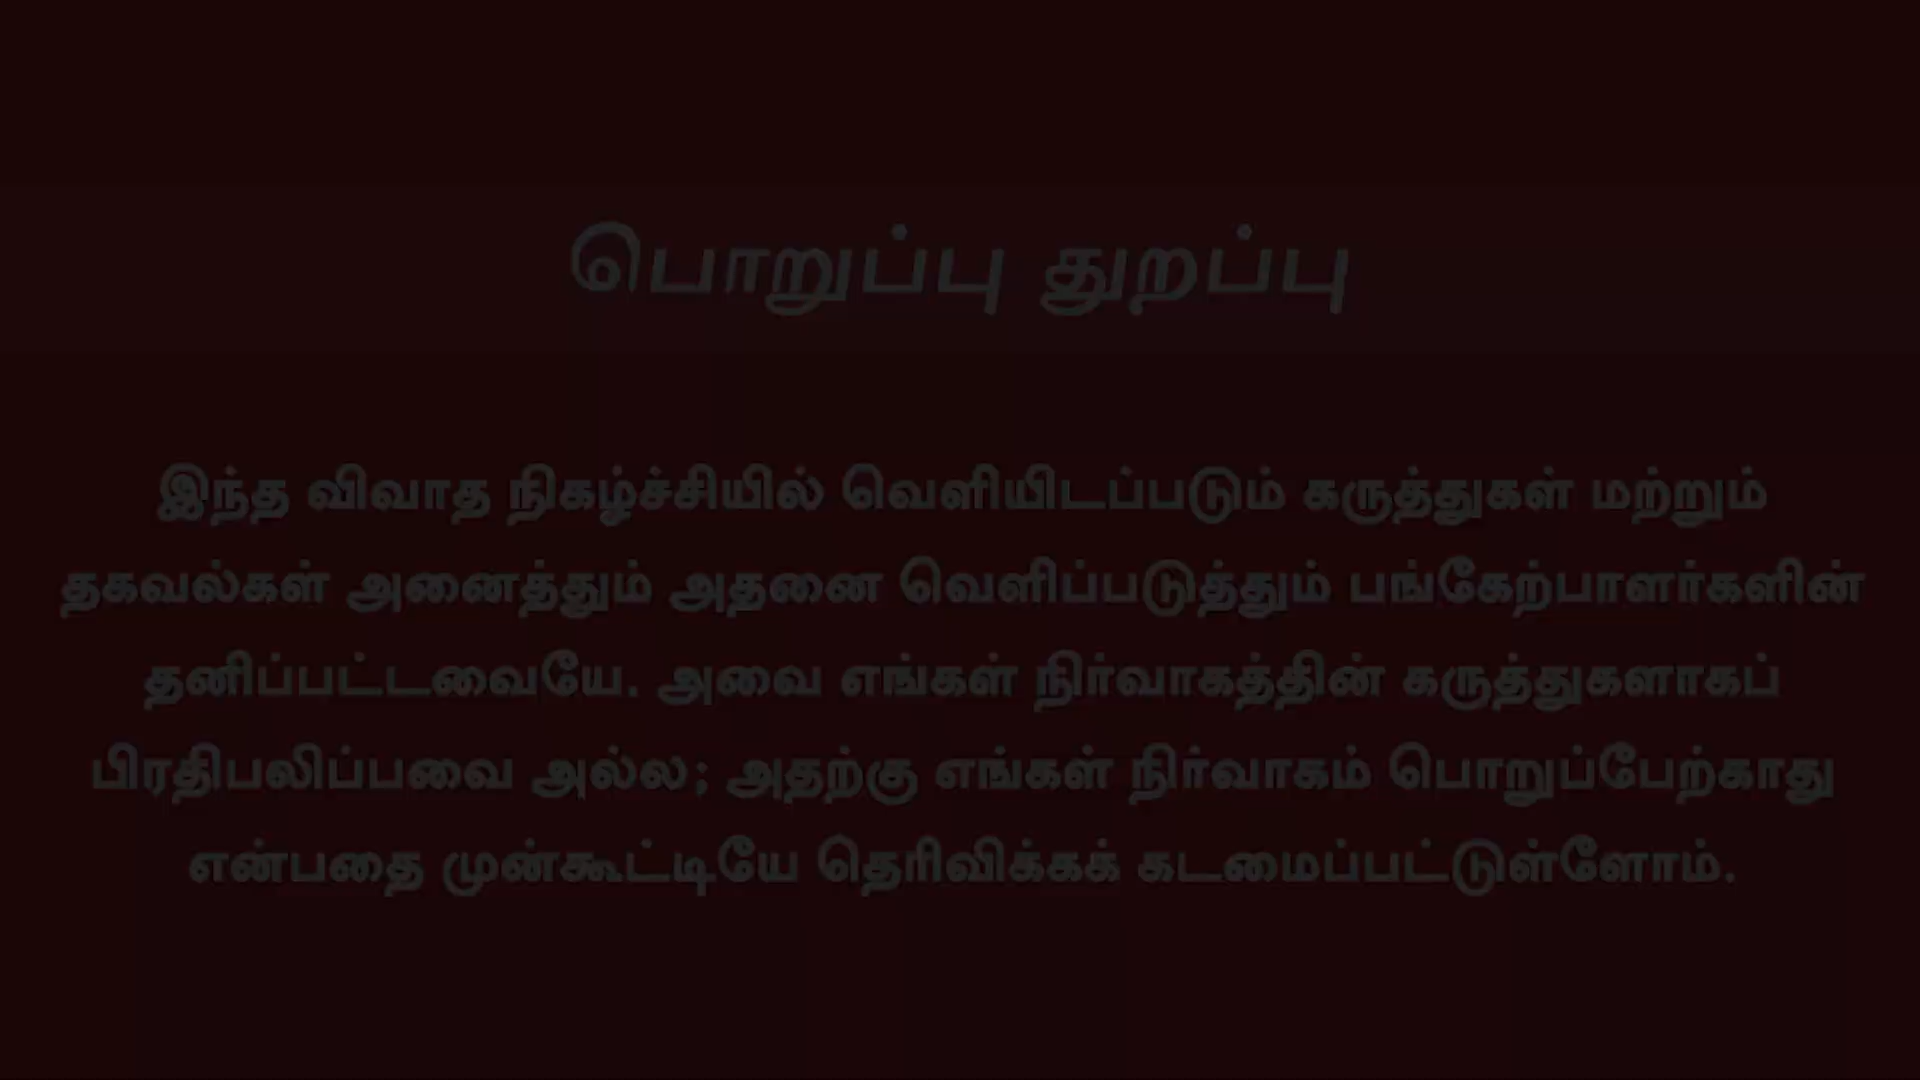 பொறுப்பு துறப்பு
இந்த விவாத நிகழ்ச்சியில் வெளியிடப்படும் கருத்துகள் மற்றும்
தகவல்கள் அனைத்தும் அதனை வெளிப்படுத்தும் பங்கேற்பாளர்களின்
தனிப்பட்டவையே. அவை எங்கள் நிர்வாகத்தின் கருத்துகளாகப்
பிரதிபலிப்பவை அல்ல; அதற்கு எங்கள் நிர்வாகம் பொறுப்பேற்காது
என்பதை முன்கூட்டியே தெரிவிக்கக் கடமைப்பட்டுள்ளோம்.